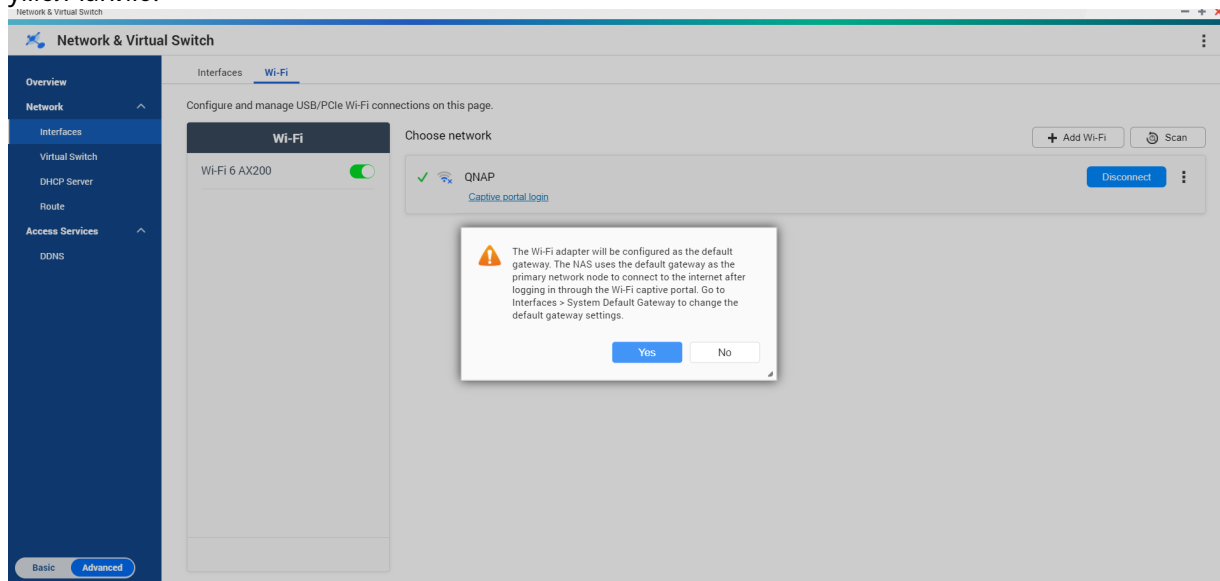 Network & Virtual Switch
Network & Virtual Switch
Overview
Network
Interfaces
Virtual Switch
DHCP Server
Route
Access Services
DDNS
Basic
Advanced
Interfaces
Wi-Fi
Configure and manage USB/PCIe Wi-Fi connections on this page.
Wi-Fi
Wi-Fi 6 AX200
Choose network
+ Add Wi-Fi
Scan
QNAP
Captive portal login
Disconnect
The Wi-Fi adapter will be configured as the default
gateway. The NAS uses the default gateway as the
primary network node to connect to the internet after
logging in through the Wi-Fi captive portal. Go to
Interfaces > System Default Gateway to change the
default gateway settings.
Yes
No